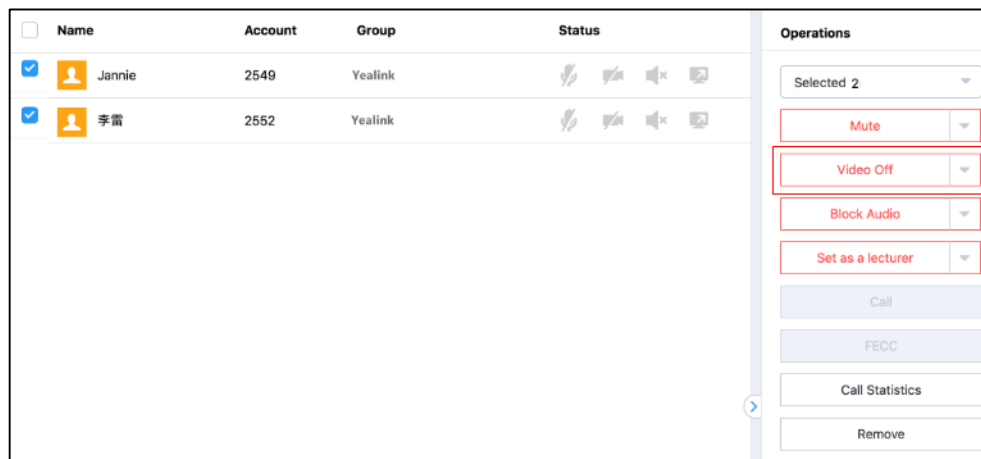 Name Account Group Status
Jannie 2549 Yealink
李雷 2552 Yealink
Operations
Selected 2
Mute
Video Off
Block Audio
Set as a lecturer
Call
FECC
Call Statistics
Remove